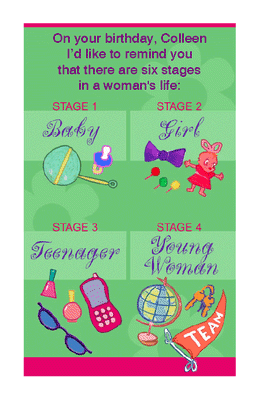 On your birthday, Colleen
I'd like to remind you
that there are six stages
in a woman's life:
STAGE 1
Baby
STAGE 2
Girl
STAGE 3
Teenager
STAGE 4
Young
Woman
TEAM